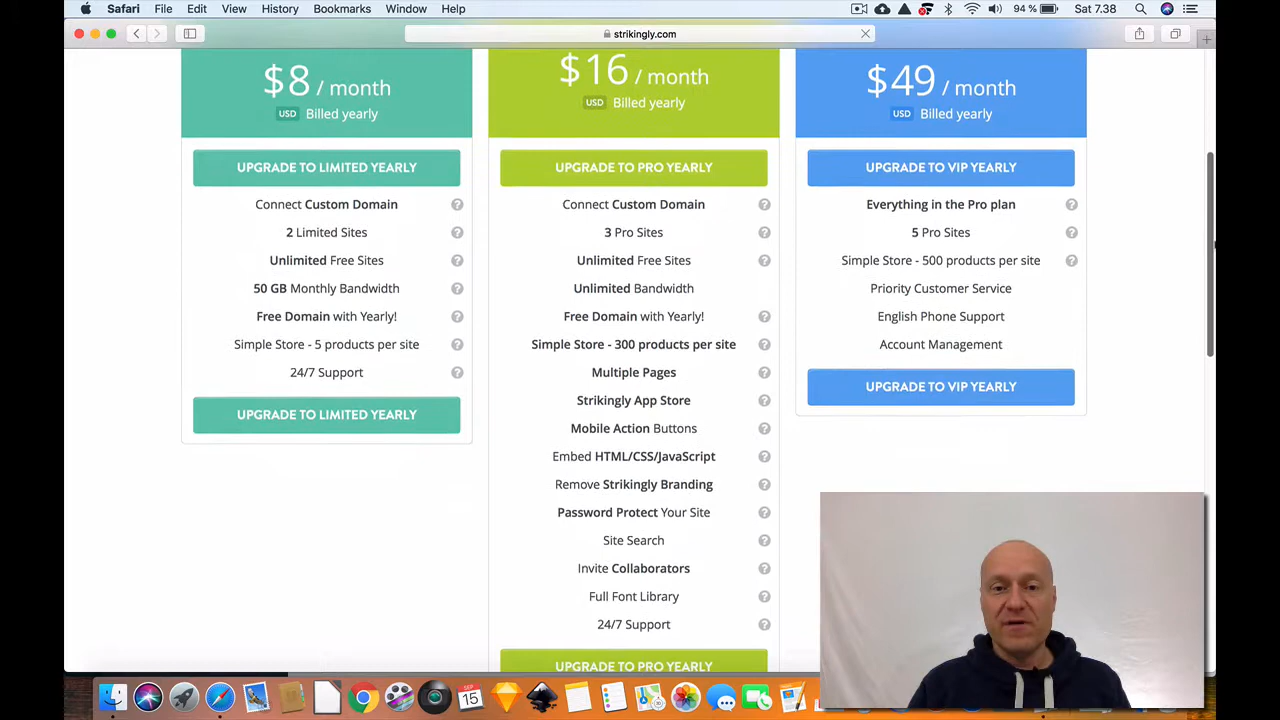 Safari File Edit View History Bookmarks Window Help 94 % Sat 7.38
strikingly.com
$8 / month
USD Billed yearly
UPGRADE TO LIMITED YEARLY
Connect Custom Domain
2 Limited Sites
Unlimited Free Sites
50 GB Monthly Bandwidth
Free Domain with Yearly!
Simple Store - 5 products per site
24/7 Support
UPGRADE TO LIMITED YEARLY
$16 / month
USD Billed yearly
UPGRADE TO PRO YEARLY
Connect Custom Domain
3 Pro Sites
Unlimited Free Sites
Unlimited Bandwidth
Free Domain with Yearly!
Simple Store - 300 products per site
Multiple Pages
Strikingly App Store
Mobile Action Buttons
Embed HTML/CSS/JavaScript
Remove Strikingly Branding
Password Protect Your Site
Site Search
Invite Collaborators
Full Font Library
24/7 Support
UPGRADE TO PRO YEARLY
$49 / month
USD Billed yearly
UPGRADE TO VIP YEARLY
Everything in the Pro plan
5 Pro Sites
Simple Store - 500 products per site
Priority Customer Service
English Phone Support
Account Management
UPGRADE TO VIP YEARLY
SEP
15